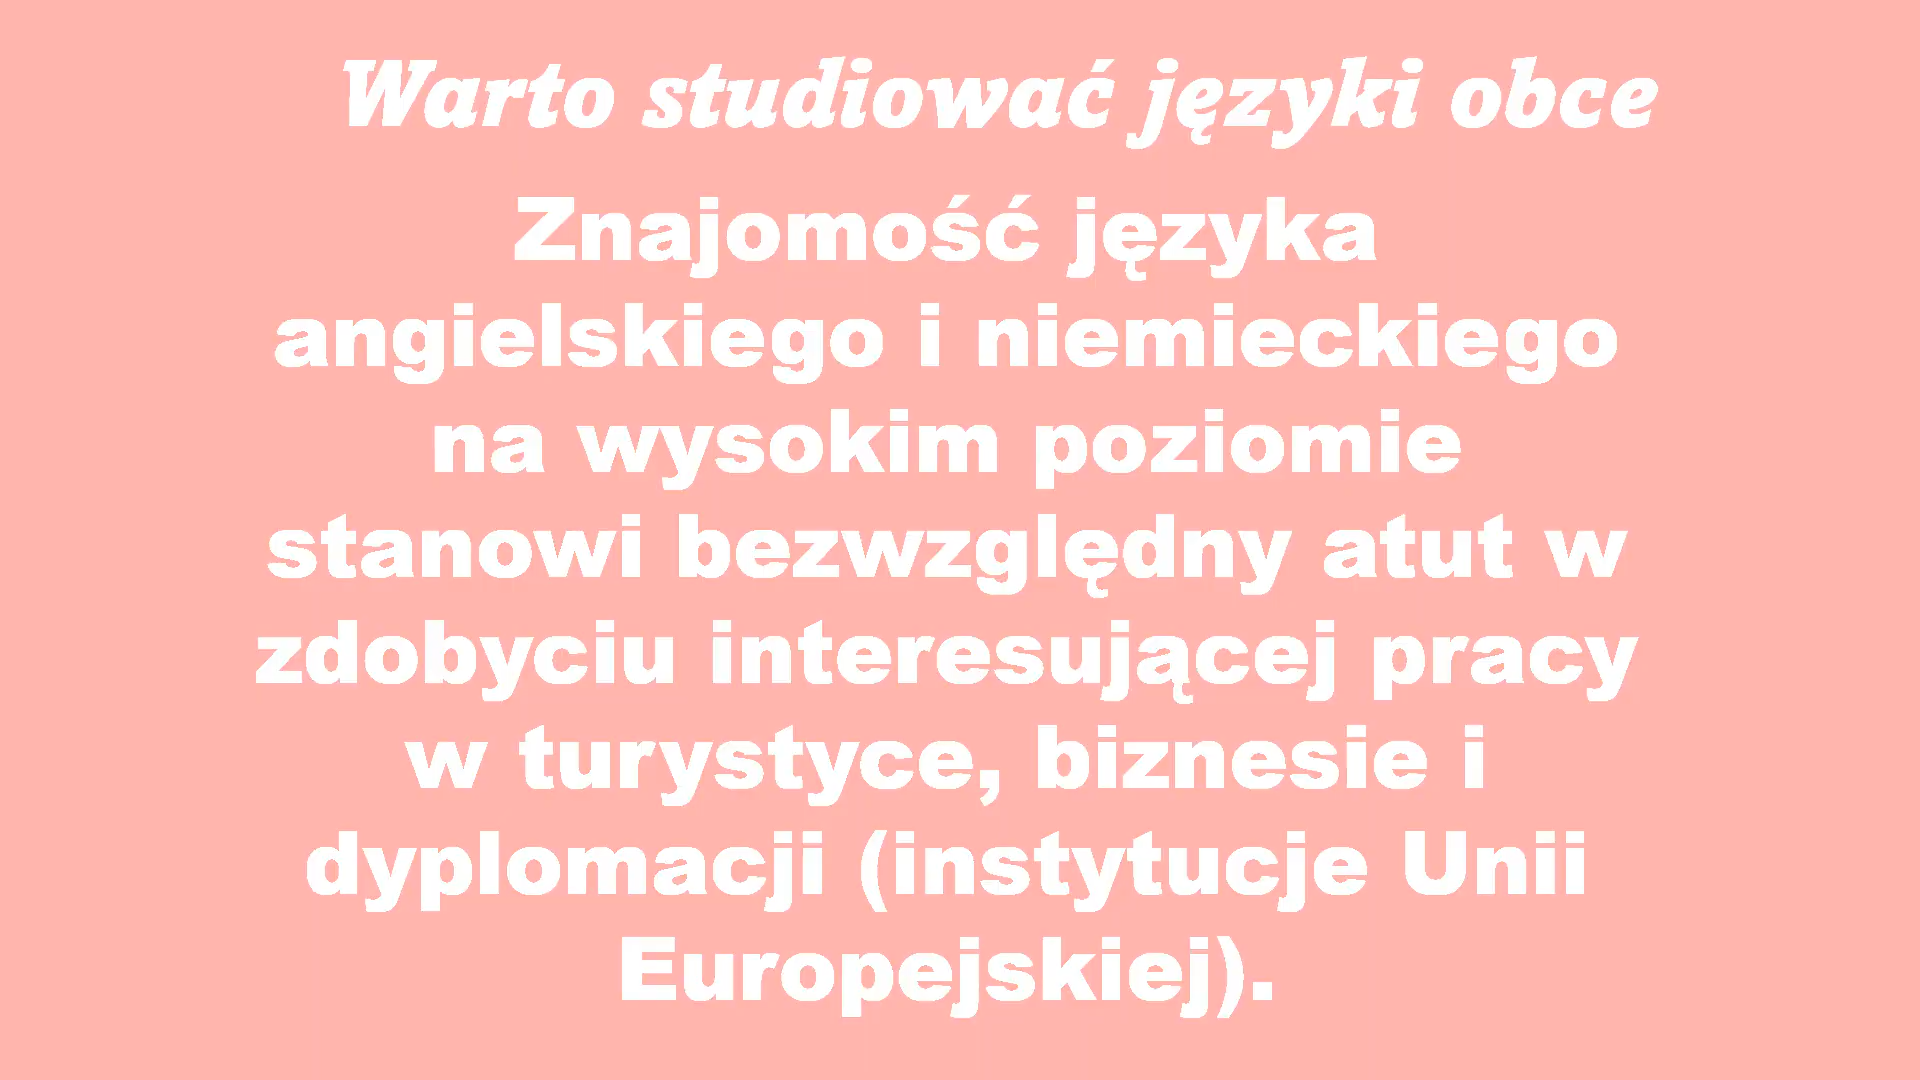 Warto studiować języki obce
Znajomość języka
angielskiego i niemieckiego
na wysokim poziomie
stanowi bezwzględny atut w
zdobyciu interesującej pracy
w turystyce, biznesie i
dyplomacji (instytucje Unii
Europejskiej).